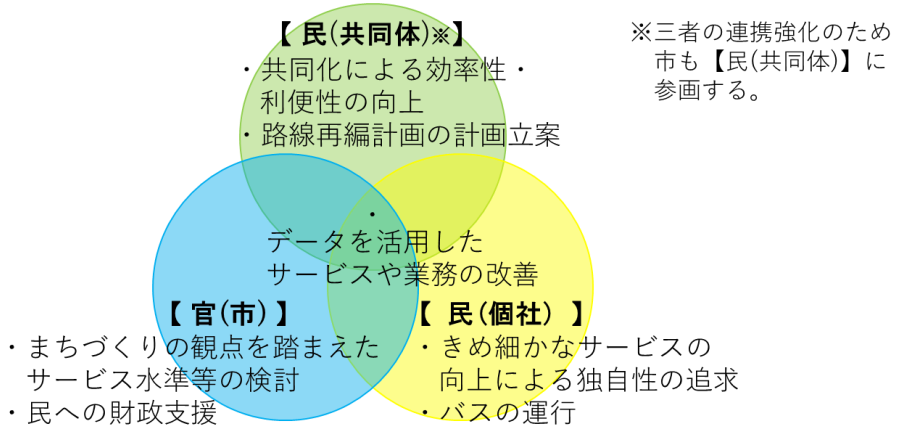 【 民(共同体)※】
・共同化による効率性・
利便性の向上
・路線再編計画の計画立案
※三者の連携強化のため
市も【民(共同体)】に
参画する。
・
データを活用した
サービスや業務の改善
【 官(市) 】
・まちづくりの観点を踏まえた
サービス水準等の検討
・民への財政支援
【 民(個社) 】
・きめ細かなサービスの
向上による独自性の追求
・バスの運行